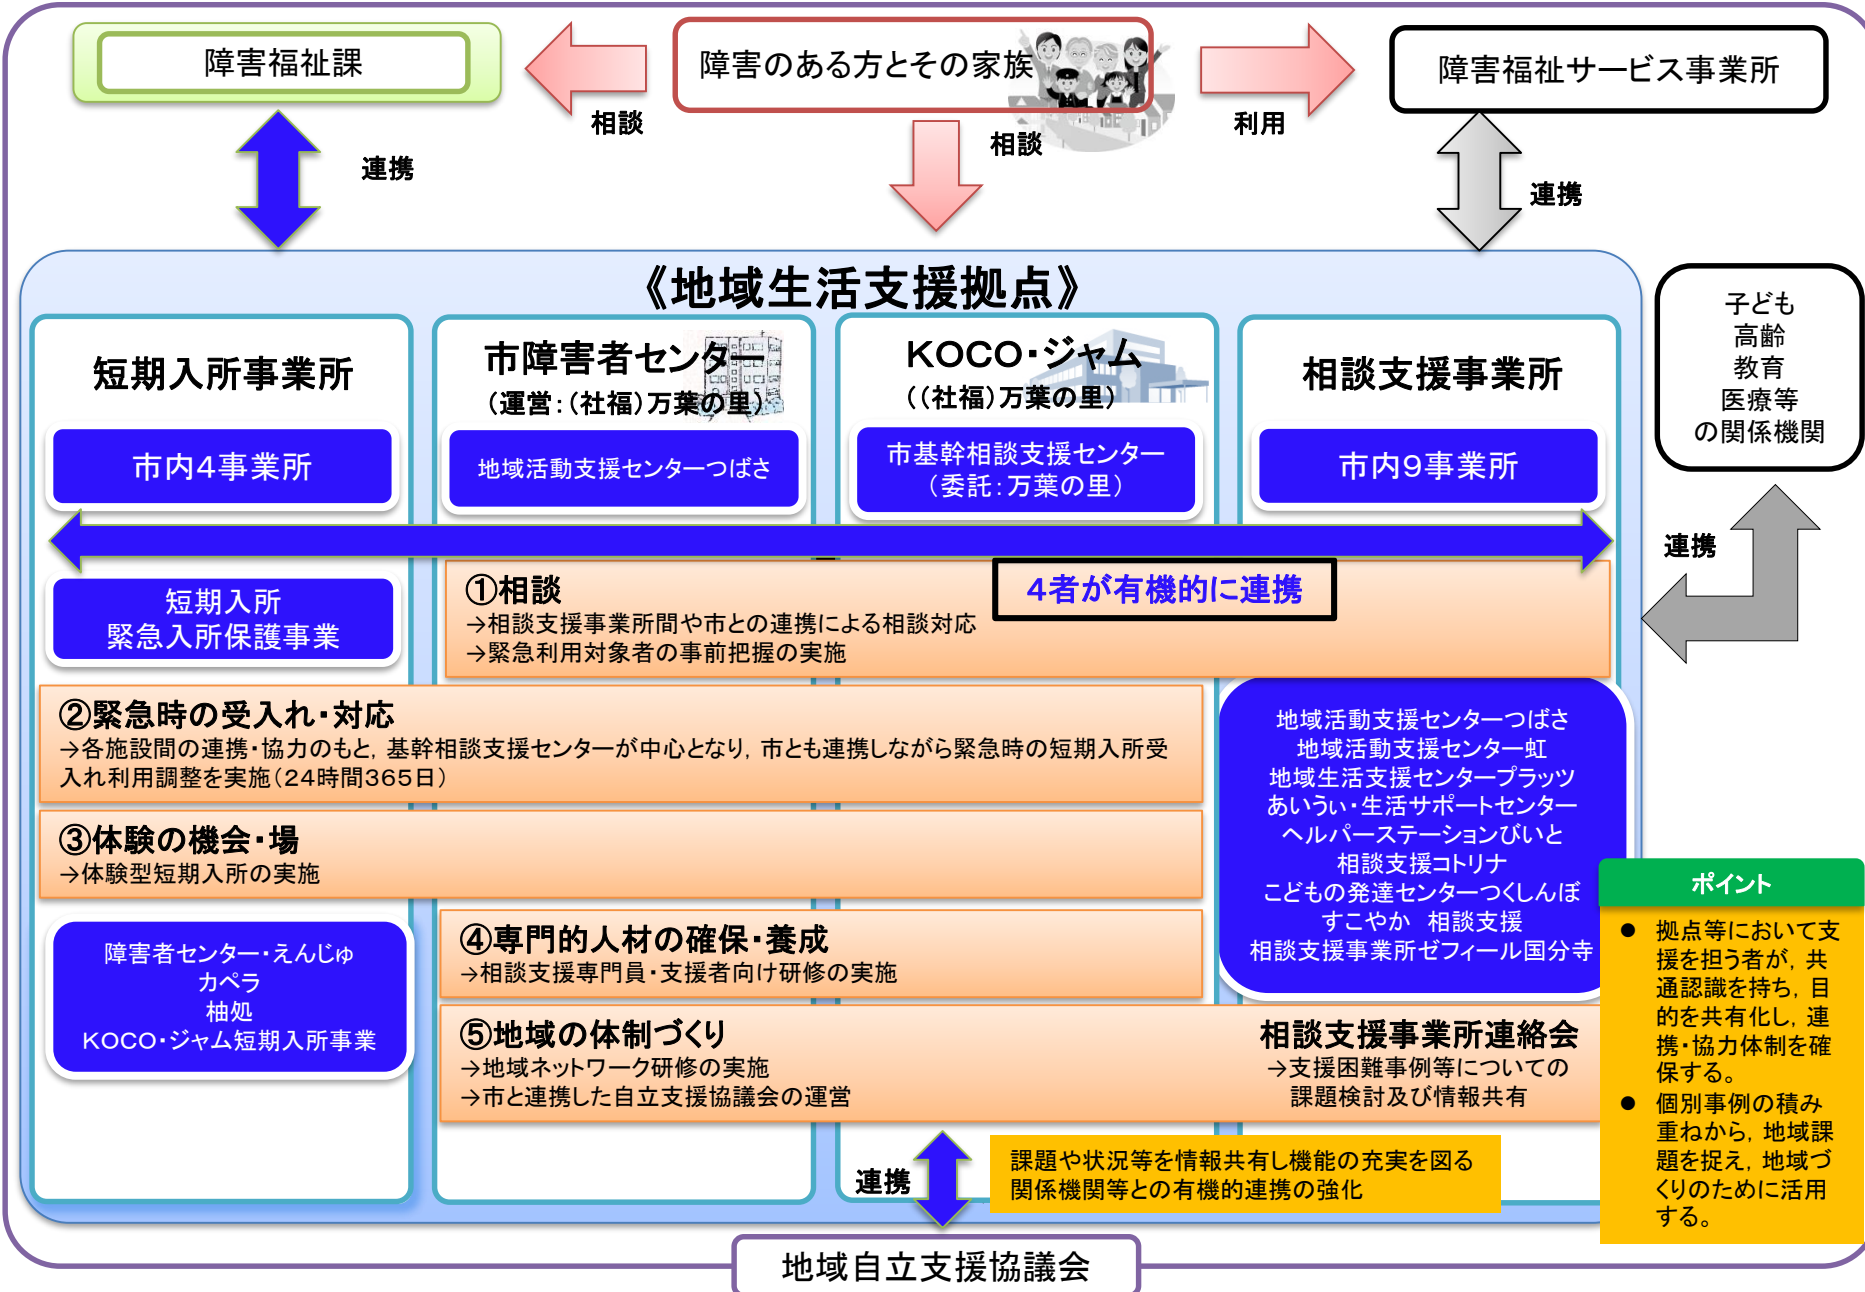 障害福祉課
障害のある方とその家族
障害福祉サービス事業所
相談
相談
利用
連携
連携
《地域生活支援拠点》
短期入所事業所
市内4事業所
市障害者センター
(運営:(社福)万葉の里)
地域活動支援センターつばさ
KOCO・ジャム
((社福)万葉の里)
市基幹相談支援センター
(委託:万葉の里)
相談支援事業所
市内9事業所
子ども
高齢
教育
医療等
の関係機関
連携
4者が有機的に連携
短期入所
緊急入所保護事業
①相談
→相談支援事業所間や市との連携による相談対応
→緊急利用対象者の事前把握の実施
②緊急時の受入れ・対応
→各施設間の連携・協力のもと,基幹相談支援センターが中心となり,市とも連携しながら緊急時の短期入所受
入れ利用調整を実施(24時間365日)
③体験の機会・場
→体験型短期入所の実施
地域活動支援センターつばさ
地域活動支援センター虹
地域生活支援センタープラッツ
あいうぃ・生活サポートセンター
ヘルパーステーションびいと
相談支援コトリナ
こどもの発達センターつくしんぼ
すこやか 相談支援
相談支援事業所ゼフィール国分寺
障害者センター・えんじゅ
カペラ
柚処
KOCO・ジャム短期入所事業
④専門的人材の確保・養成
→相談支援専門員・支援者向け研修の実施
⑤地域の体制づくり
→地域ネットワーク研修の実施
→市と連携した自立支援協議会の運営
相談支援事業所連絡会
→支援困難事例等についての
課題検討及び情報共有
ポイント
● 拠点等において支
援を担う者が,共
通認識を持ち,目
的を共有化し,連
携・協力体制を確
保する。
● 個別事例の積み
重ねから,地域課
題を捉え,地域づ
くりのために活用
する。
連携
課題や状況等を情報共有し機能の充実を図る
関係機関等との有機的連携の強化
地域自立支援協議会